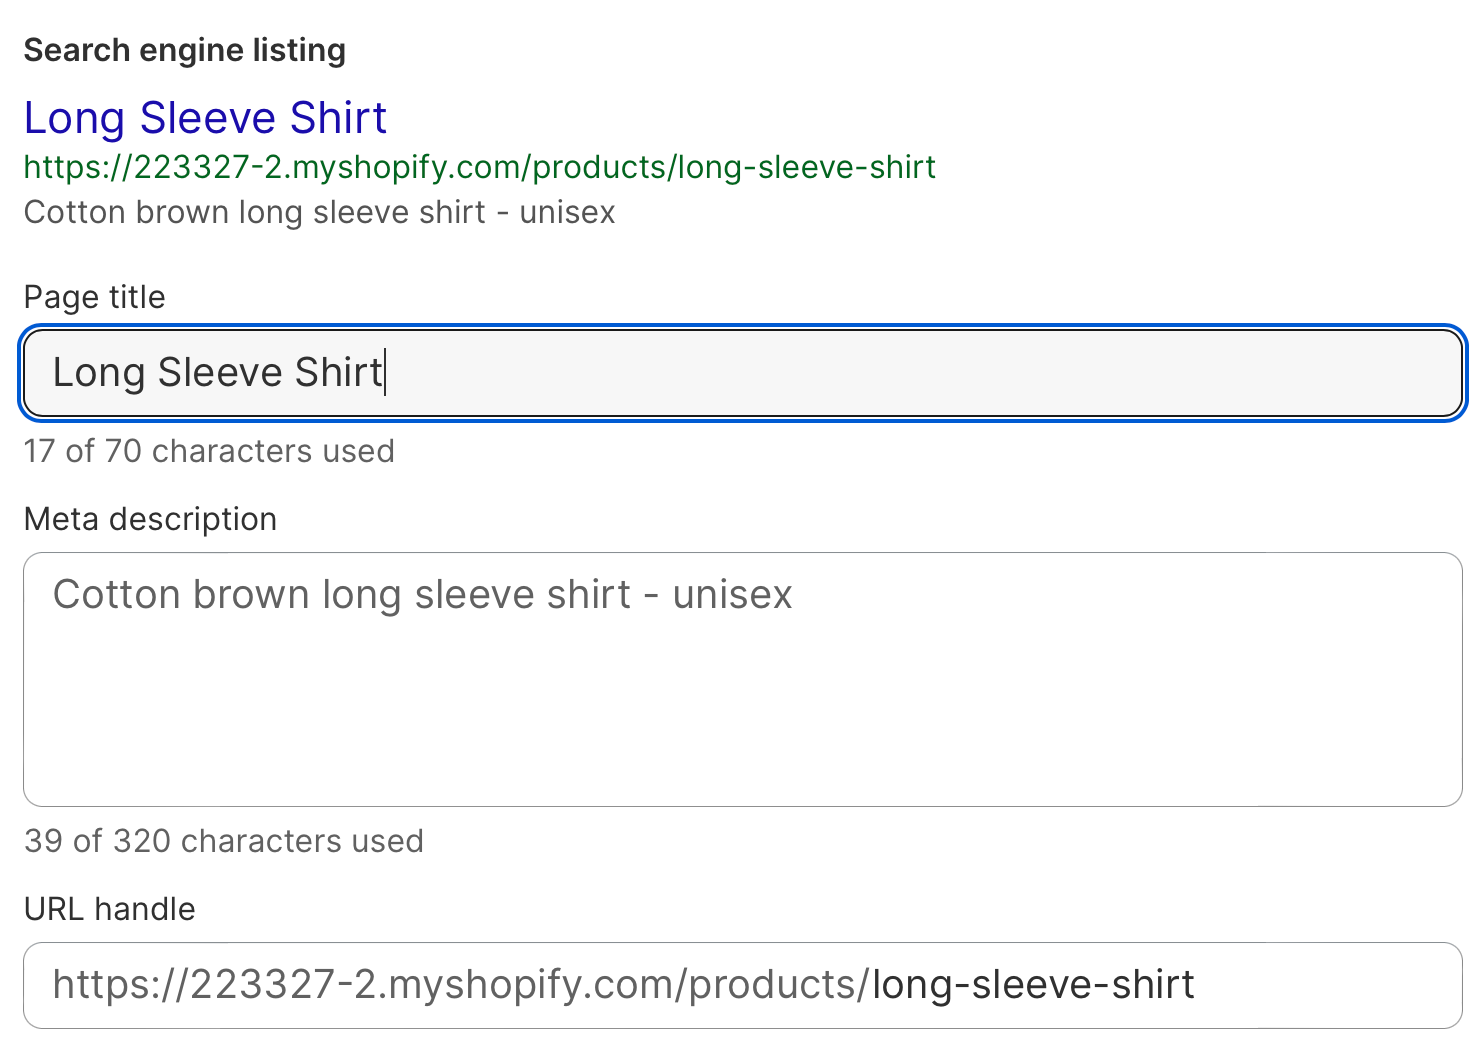 Search engine listing
Long Sleeve Shirt
https://223327-2.myshopify.com/products/long-sleeve-shirt
Cotton brown long sleeve shirt - unisex
Page title
Long Sleeve Shirt
17 of 70 characters used
Meta description
Cotton brown long sleeve shirt - unisex
39 of 320 characters used
URL handle
https://223327-2.myshopify.com/products/long-sleeve-shirt